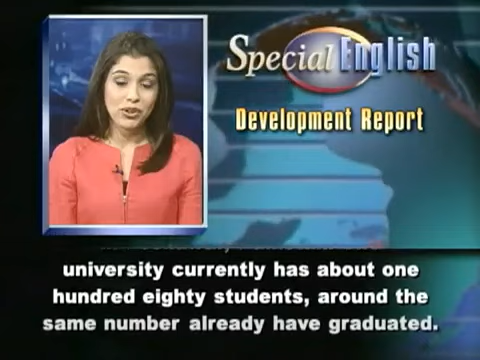 Special English
Development Report
university currently has about one
hundred eighty students, around the
same number already have graduated.